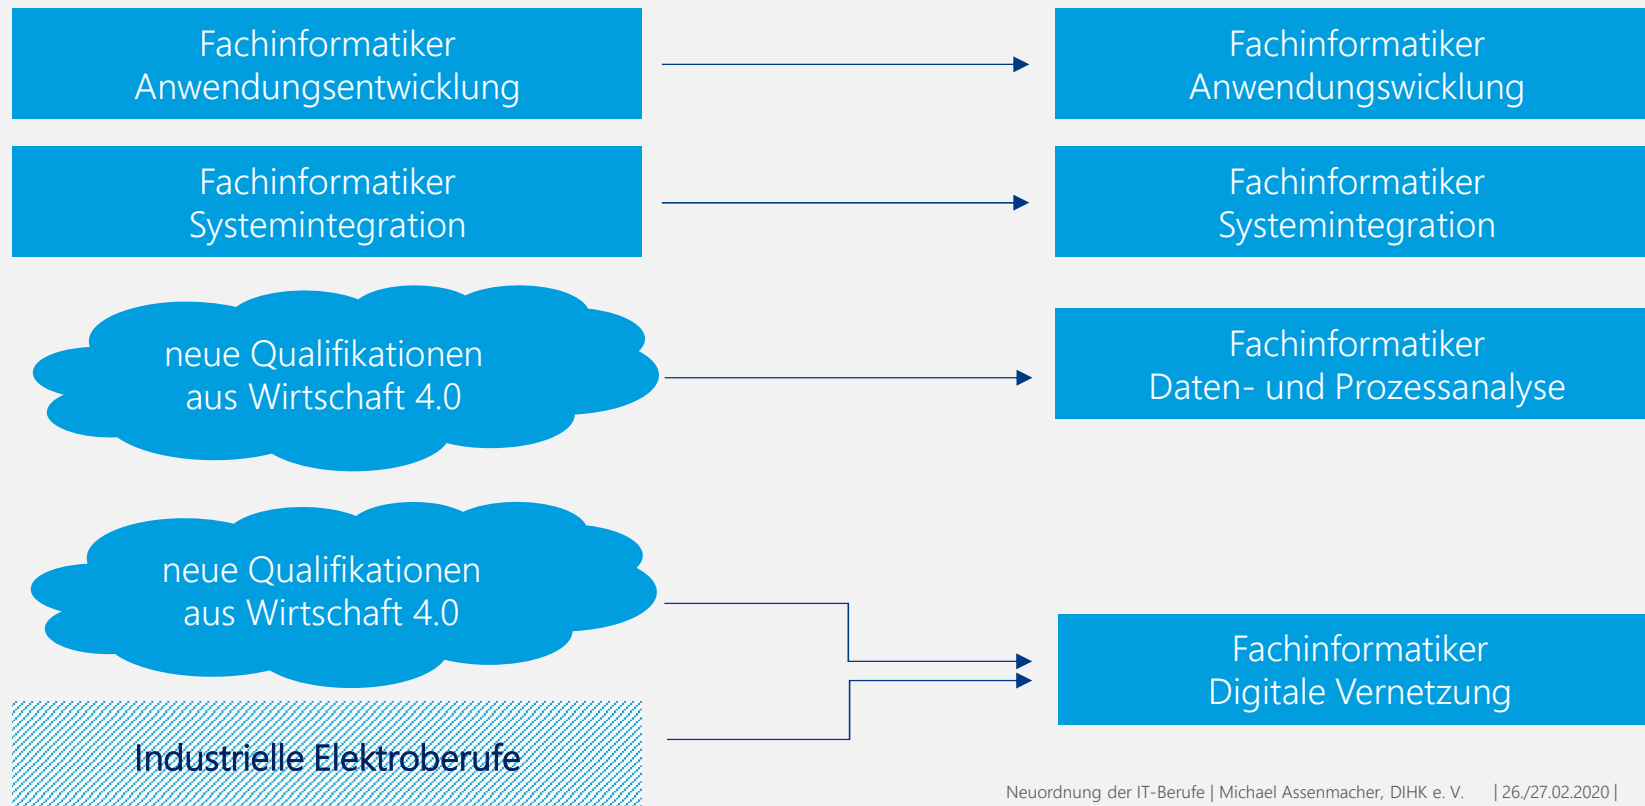 Fachinformatiker
Anwendungsentwicklung
Fachinformatiker
Anwendungswicklung
Fachinformatiker
Systemintegration
Fachinformatiker
Systemintegration
neue Qualifikationen
aus Wirtschaft 4.0
Fachinformatiker
Daten- und Prozessanalyse
neue Qualifikationen
aus Wirtschaft 4.0
Fachinformatiker
Digitale Vernetzung
Industrielle Elektroberufe
Neuordnung der IT-Berufe | Michael Assenmacher, DIHK e. V. | 26./27.02.2020 |